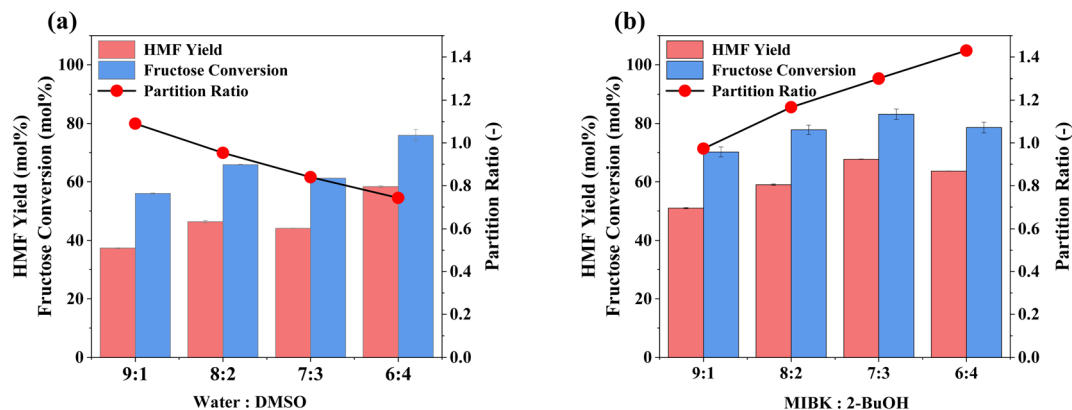 (a)
HMF Yield
Fructose Conversion
Partition Ratio
HMF Yield (mol%)
Fructose Conversion (mol%)
100
80
60
40
20
0
1.4
1.2
1.0
0.8
0.6
0.4
0.2
0.0
Partition Ratio (-)
9:1 8:2 7:3 6:4
Water : DMSO
(b)
HMF Yield
Fructose Conversion
Partition Ratio
HMF Yield (mol%)
Fructose Conversion (mol%)
100
80
60
40
20
0
1.4
1.2
1.0
0.8
0.6
0.4
0.2
0.0
Partition Ratio (-)
9:1 8:2 7:3 6:4
MIBK : 2-BuOH